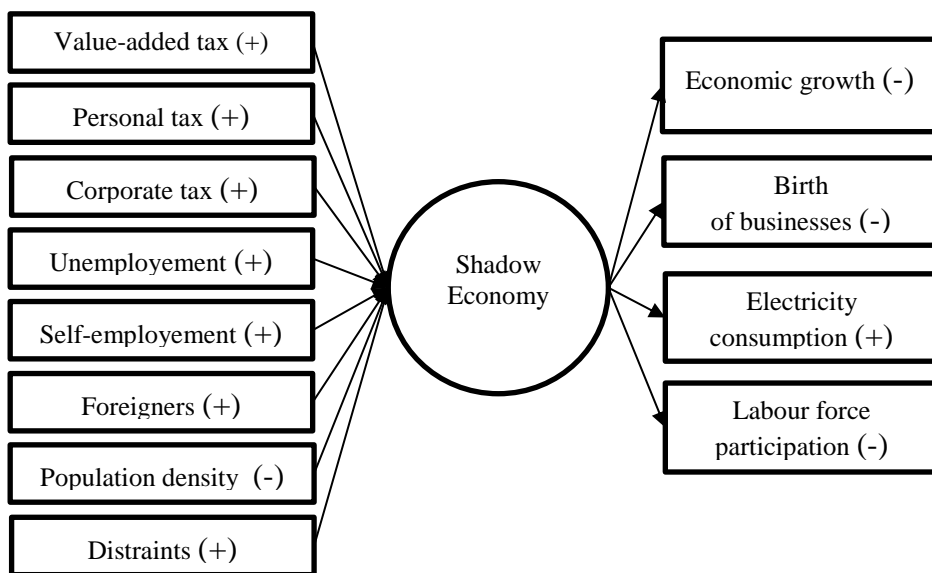 Value-added tax (+)
Personal tax (+)
Corporate tax (+)
Unemployement (+)
Self-employement (+)
Foreigners (+)
Population density (-)
Distraints (+)
Shadow
Economy
Economic growth (-)
Birth
of businesses (-)
Electricity
consumption (+)
Labour force
participation (-)